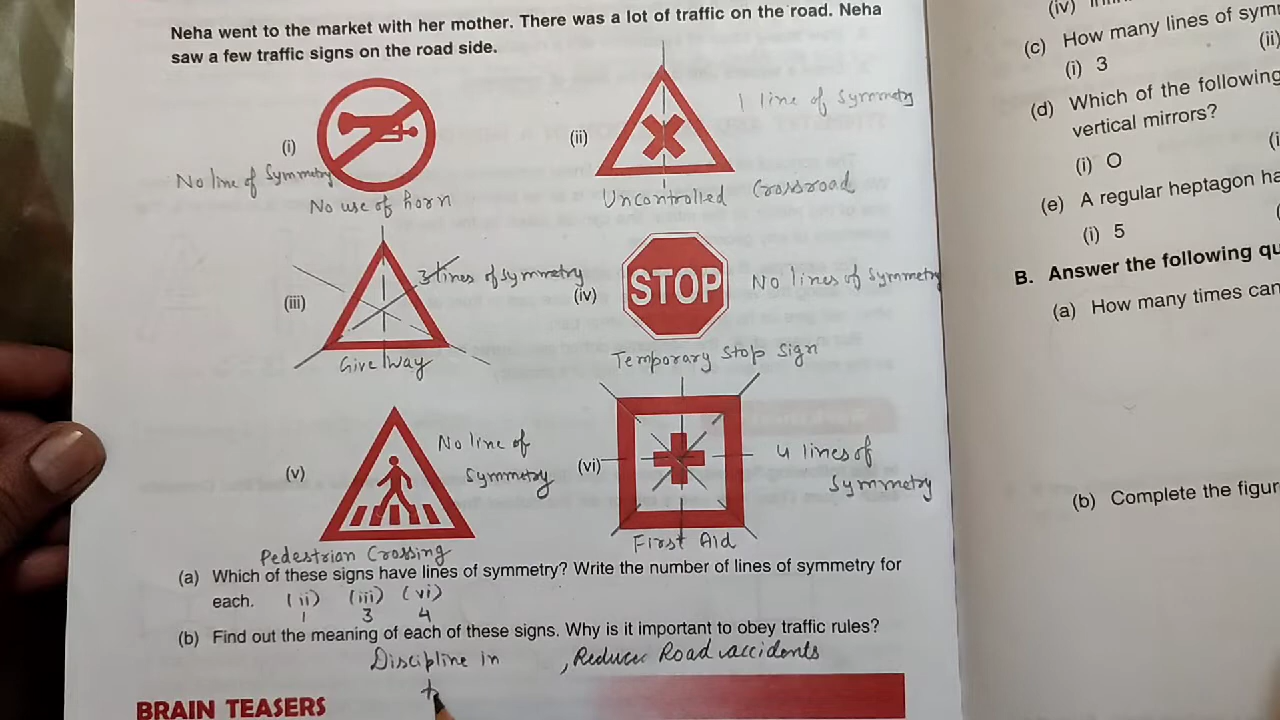 Neha went to the market with her mother. There was a lot of traffic on the road. Neha
saw a few traffic signs on the road side.
(i)
No line of Symmetry
No use of horn
(ii)
1 line of Symmetry
Uncontrolled Crossroad
(iii)
3 lines of symmetry
Give Way
(iv)
STOP
No lines of Symmetry
Temporary Stop Sign
(v)
No line of
Symmetry
Pedestrian Crossing
(vi)
4 lines of
Symmetry
First Aid
(a) Which of these signs have lines of symmetry? Write the number of lines of symmetry for
each. (ii) (iii) (vi)
1 3 4
(b) Find out the meaning of each of these signs. Why is it important to obey traffic rules?
Discipline in , Reduces Road accidents
BRAIN TEASERS
(iv)
(c) How many lines of sym
(i) 3 (ii)
(d) Which of the following
vertical mirrors?
(i) O
(e) A regular heptagon ha
(i) 5
B. Answer the following qu
(a) How many times can
(b) Complete the figur